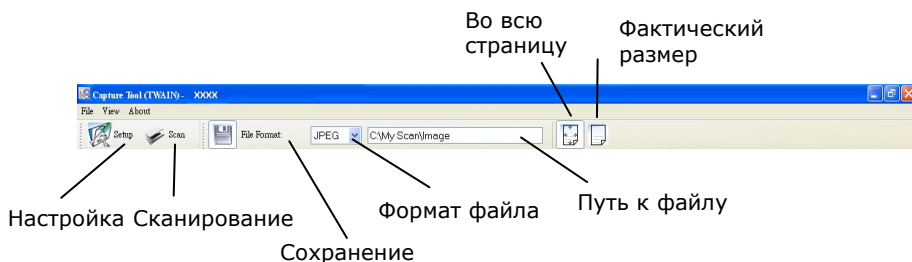 Во всю
страницу
Фактический
размер
Capture Tool (TWAIN) - XXXX
File View About
Setup Scan File Format: JPEG C:\My Scan\Image
Настройка Сканирование
Формат файла
Путь к файлу
Сохранение